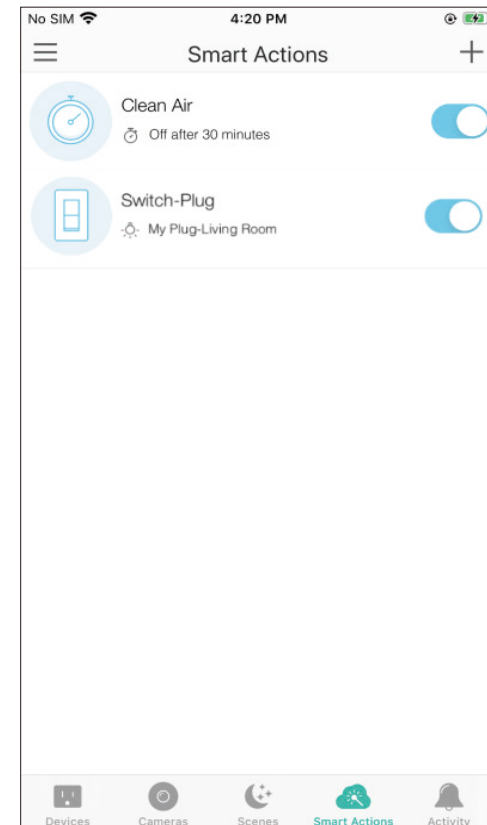 No SIM 4:20 PM
Smart Actions
Clean Air
Off after 30 minutes
Switch-Plug
My Plug-Living Room
Devices Cameras Scenes Smart Actions Activity